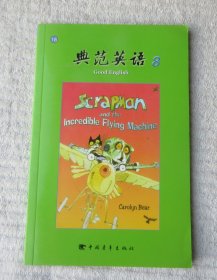 18
典范英语 8
Good English
Scrapman
and the
Incredible Flying Machine
Carolyn Bear
中国青年出版社